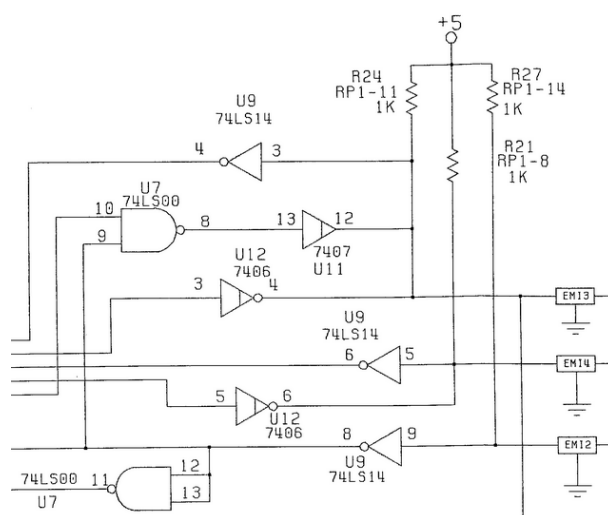 +5
R24
RP1-11
1K
R27
RP1-14
1K
R21
RP1-8
1K
U9
74LS14
4
3
U7
74LS00
10
9
8
13
12
7407
U11
U12
7406
3
4
EMI3
U9
74LS14
6
5
EMI4
5
6
U12
7406
8
9
EMI2
U9
74LS14
74LS00
11
12
13
U7